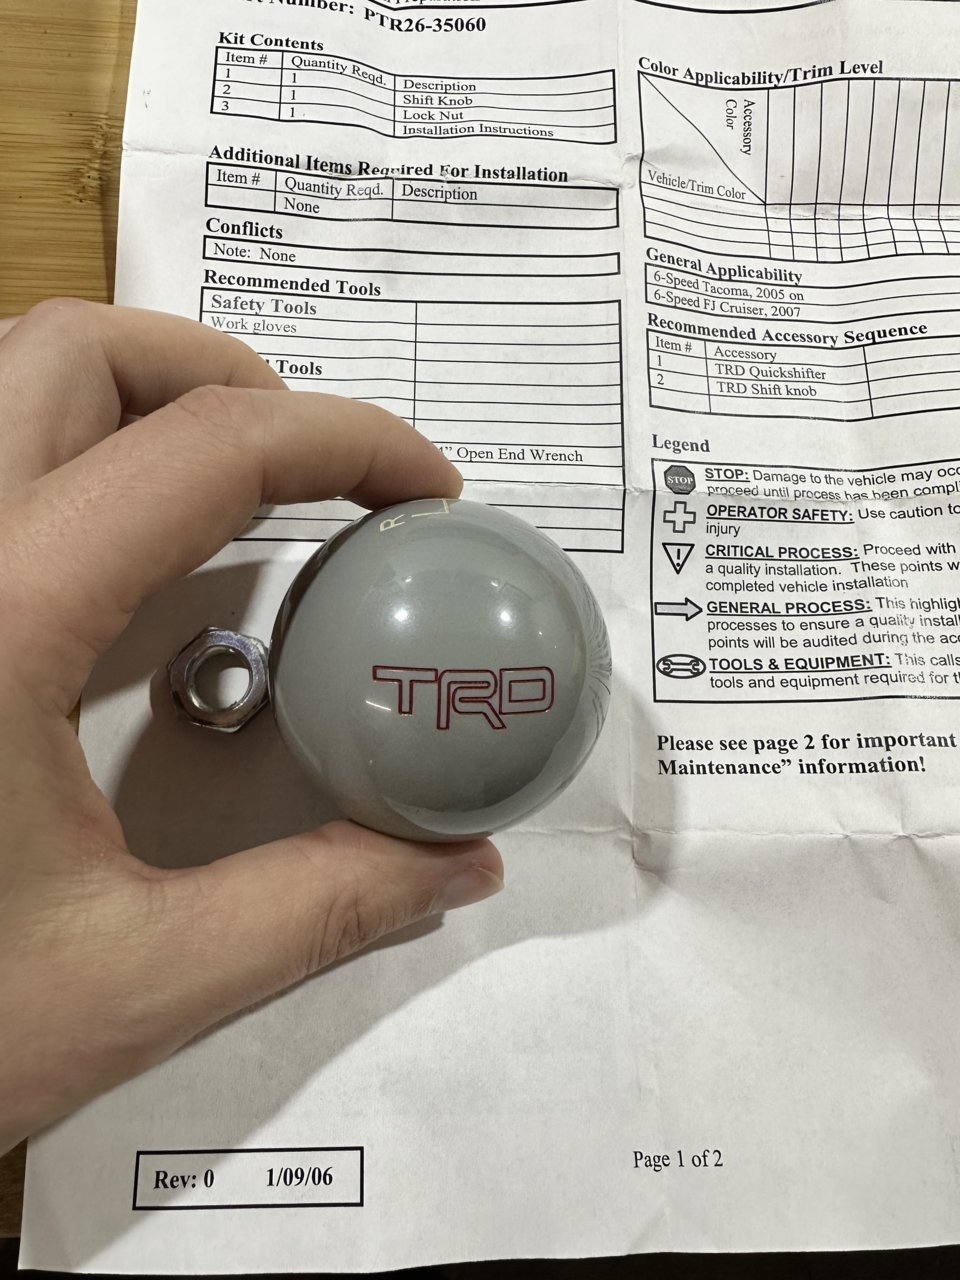 Number: PTR26-35060
Kit Contents
Item # Quantity Reqd. Description
1 1 Shift Knob
2 1 Lock Nut
3 1 Installation Instructions
Additional Items Required For Installation
Item # Quantity Reqd. Description
None
Conflicts
Note: None
Recommended Tools
Safety Tools
Work gloves
Tools
Open End Wrench
Color Applicability/Trim Level
Accessory
Color
Vehicle/Trim Color
General Applicability
6-Speed Tacoma, 2005 on
6-Speed FJ Cruiser, 2007
Recommended Accessory Sequence
Item # Accessory
1 TRD Quickshifter
2 TRD Shift knob
Legend
STOP
STOP: Damage to the vehicle may
proceed until process has been
OPERATOR SAFETY: Use caution to
injury
CRITICAL PROCESS: Proceed with
a quality installation. These points
completed vehicle installation
GENERAL PROCESS: This
processes to ensure a quality
points will be audited during the
TOOLS & EQUIPMENT: This calls
tools and equipment required for
Please see page 2 for important
Maintenance” information!
R L
TRD
Rev: 0 1/09/06
Page 1 of 2